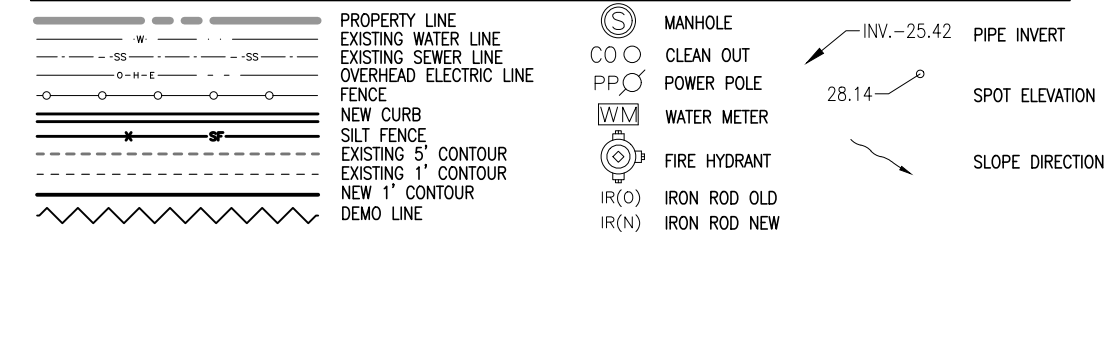 PROPERTY LINE
W
EXISTING WATER LINE
SS SS
EXISTING SEWER LINE
O-H-E
OVERHEAD ELECTRIC LINE
FENCE
NEW CURB
X SF
SILT FENCE
EXISTING 5' CONTOUR
EXISTING 1' CONTOUR
NEW 1' CONTOUR
DEMO LINE
S MANHOLE
CO CLEAN OUT
PP POWER POLE
WM WATER METER
FIRE HYDRANT
IR(O) IRON ROD OLD
IR(N) IRON ROD NEW
INV.-25.42 PIPE INVERT
28.14 SPOT ELEVATION
SLOPE DIRECTION